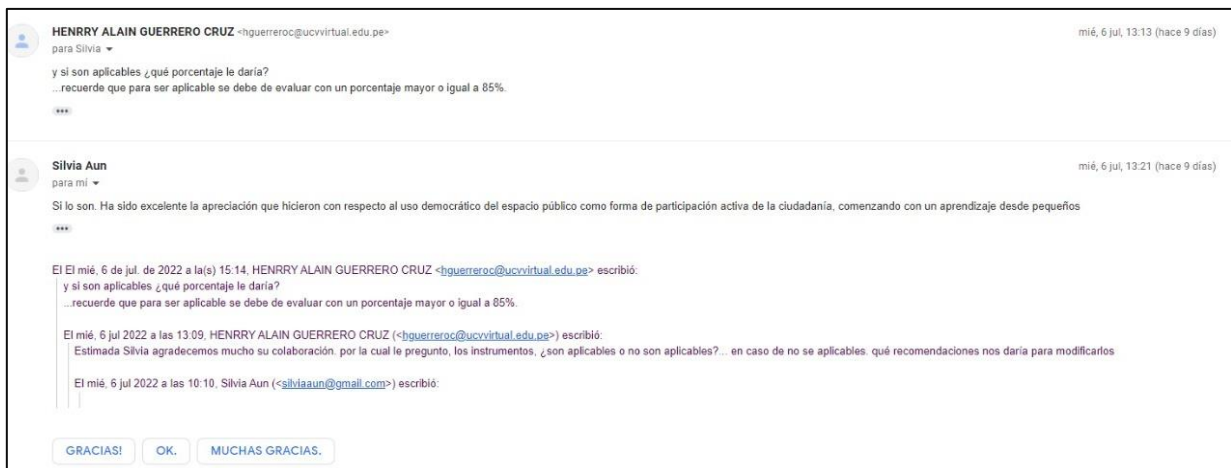 HENRRY ALAIN GUERRERO CRUZ <hguerreroc@ucvvirtual.edu.pe>
mié, 6 jul, 13:13 (hace 9 días)
para Silvia
y si son aplicables ¿qué porcentaje le daría?
...recuerde que para ser aplicable se debe de evaluar con un porcentaje mayor o igual a 85%.
Silvia Aun
mié, 6 jul, 13:21 (hace 9 días)
para mí
Si lo son. Ha sido excelente la apreciación que hicieron con respecto al uso democrático del espacio público como forma de participación activa de la ciudadanía, comenzando con un aprendizaje desde pequeños
El El mié, 6 de jul. de 2022 a la(s) 15:14, HENRRY ALAIN GUERRERO CRUZ <hguerreroc@ucvvirtual.edu.pe> escribió:
y si son aplicables ¿qué porcentaje le daría?
...recuerde que para ser aplicable se debe de evaluar con un porcentaje mayor o igual a 85%.
El mié, 6 jul 2022 a las 13:09, HENRRY ALAIN GUERRERO CRUZ (<hguerreroc@ucvvirtual.edu.pe>) escribió:
Estimada Silvia agradecemos mucho su colaboración. por la cual le pregunto, los instrumentos, ¿son aplicables o no son aplicables?... en caso de no se aplicables. qué recomendaciones nos daría para modificarlos
El mié, 6 jul 2022 a las 10:10, Silvia Aun (<silviaaun@gmail.com>) escribió:
GRACIAS!
OK.
MUCHAS GRACIAS.